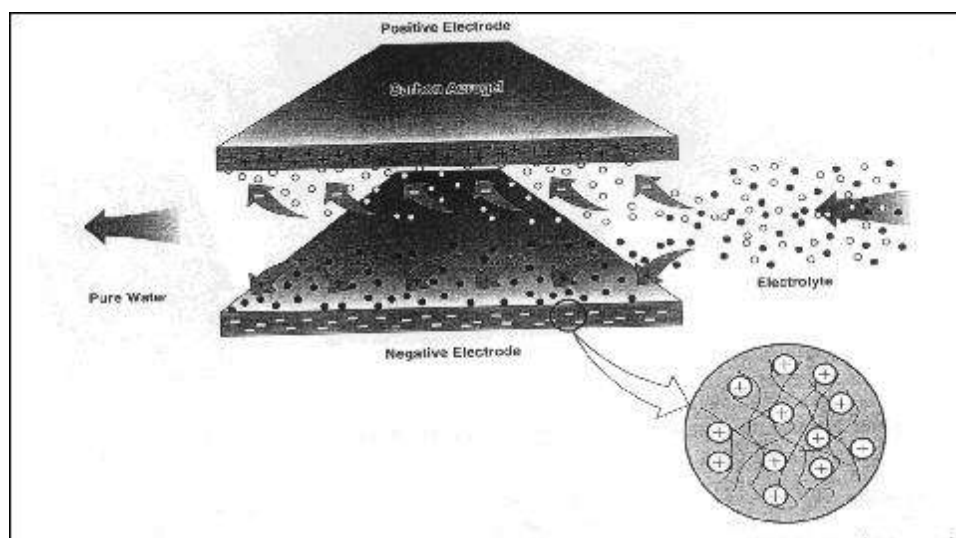 Positive Electrode
Carbon Aerogel
Pure Water
Electrolyte
Negative Electrode